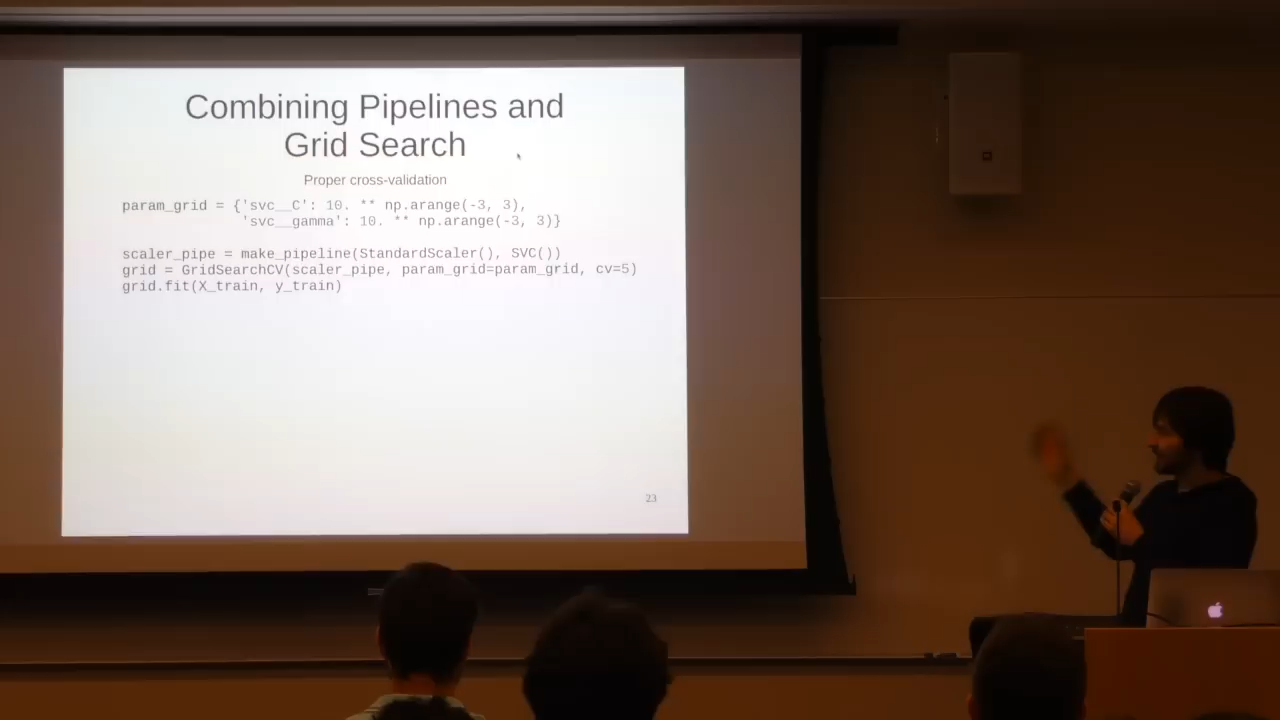 Combining Pipelines and
Grid Search
Proper cross-validation
param_grid = {'svc__C': 10. ** np.arange(-3, 3),
'svc__gamma': 10. ** np.arange(-3, 3)}
scaler_pipe = make_pipeline(StandardScaler(), SVC())
grid = GridSearchCV(scaler_pipe, param_grid=param_grid, cv=5)
grid.fit(X_train, y_train)
23